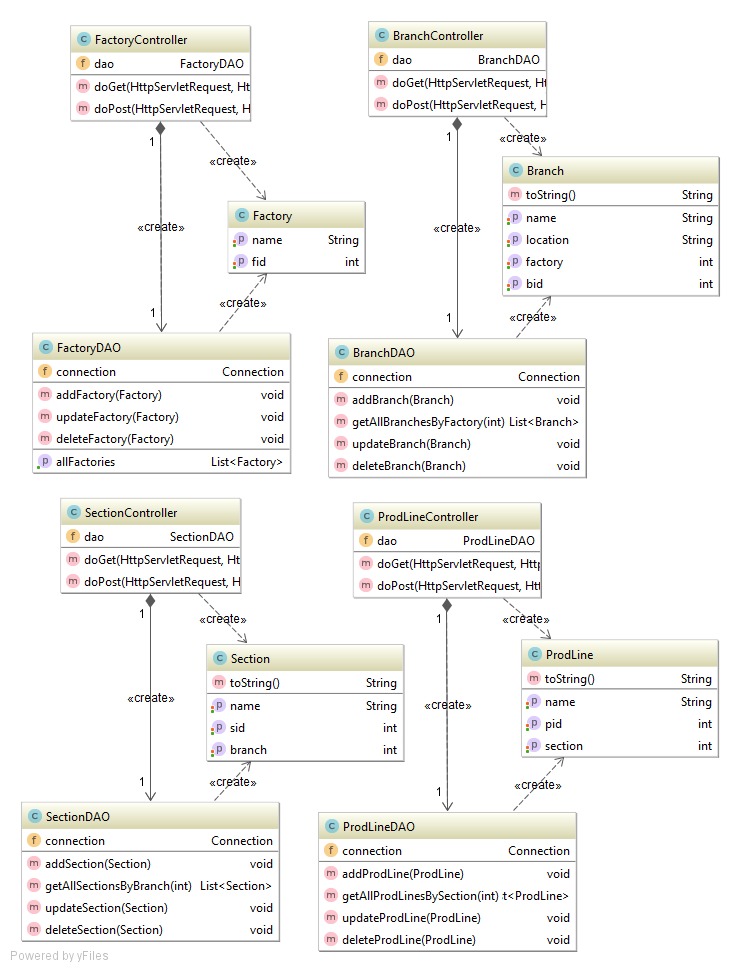 FactoryController
dao FactoryDAO
doGet(HttpServletRequest, Ht
doPost(HttpServletRequest, H
1
«create»
«create»
Factory
name String
fid int
«create»
1
FactoryDAO
connection Connection
addFactory(Factory) void
updateFactory(Factory) void
deleteFactory(Factory) void
allFactories List<Factory>
BranchController
dao BranchDAO
doGet(HttpServletRequest, Ht
doPost(HttpServletRequest, H
1
«create»
«create»
Branch
toString() String
name String
location String
factory int
bid int
«create»
1
BranchDAO
connection Connection
addBranch(Branch) void
getAllBranchesByFactory(int) List<Branch>
updateBranch(Branch) void
deleteBranch(Branch) void
SectionController
dao SectionDAO
doGet(HttpServletRequest, Ht
doPost(HttpServletRequest, H
1
«create»
«create»
Section
toString() String
name String
sid int
branch int
«create»
1
SectionDAO
connection Connection
addSection(Section) void
getAllSectionsByBranch(int) List<Section>
updateSection(Section) void
deleteSection(Section) void
ProdLineController
dao ProdLineDAO
doGet(HttpServletRequest, Http
doPost(HttpServletRequest, Ht
1
«create»
«create»
ProdLine
toString() String
name String
pid int
section int
«create»
1
ProdLineDAO
connection Connection
addProdLine(ProdLine) void
getAllProdLinesBySection(int) t<ProdLine>
updateProdLine(ProdLine) void
deleteProdLine(ProdLine) void
Powered by yFiles